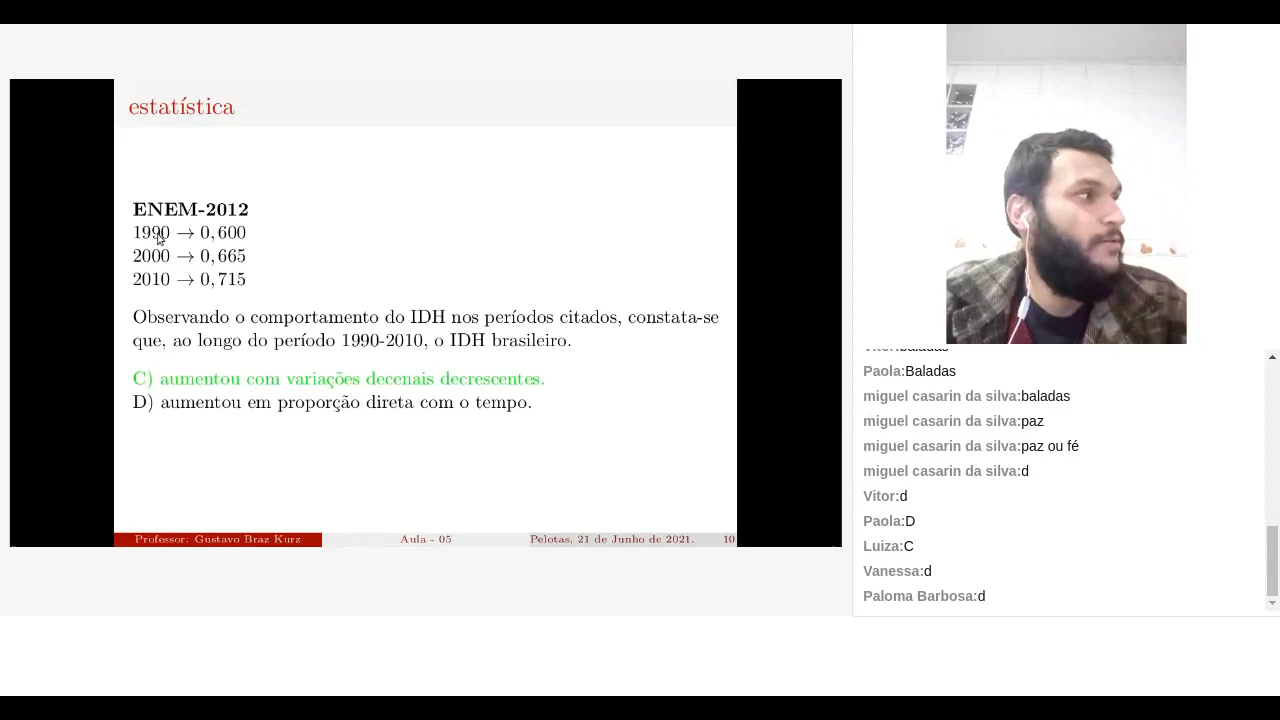 estatística
ENEM-2012
1990 → 0, 600
2000 → 0, 665
2010 → 0, 715
Observando o comportamento do IDH nos períodos citados, constata-se
que, ao longo do período 1990-2010, o IDH brasileiro.
C) aumentou com variações decenais decrescentes.
D) aumentou em proporção direta com o tempo.
Professor: Gustavo Braz Kurz Aula - 05 Pelotas, 21 de Junho de 2021. 10
Vitor:baladas
Paola:Baladas
miguel casarin da silva:baladas
miguel casarin da silva:paz
miguel casarin da silva:paz ou fé
miguel casarin da silva:d
Vitor:d
Paola:D
Luiza:C
Vanessa:d
Paloma Barbosa:d